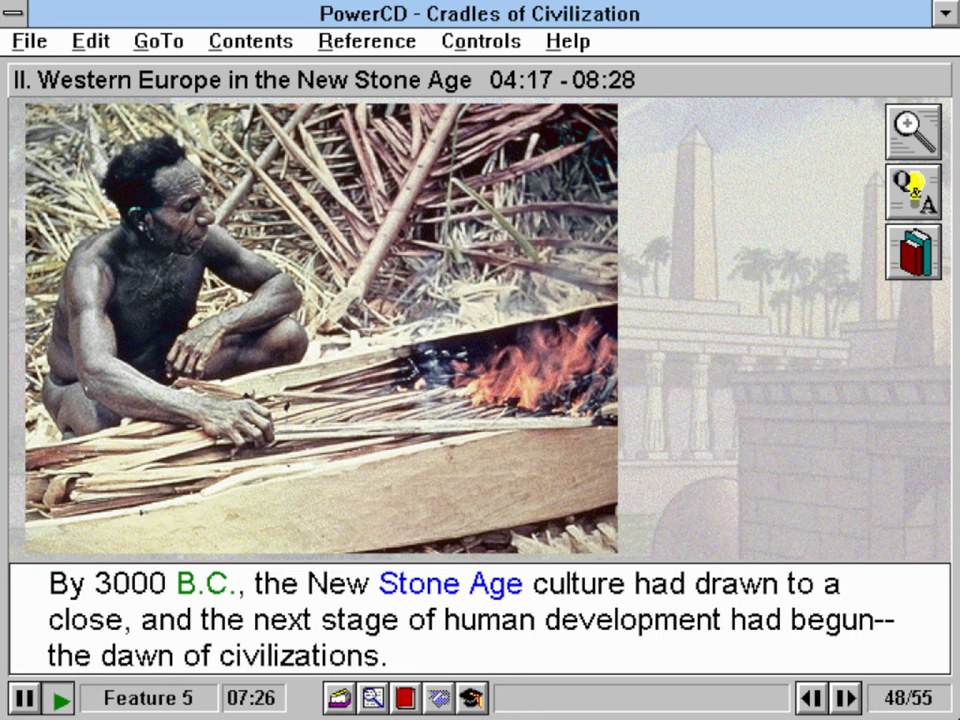 PowerCD - Cradles of Civilization
File Edit GoTo Contents Reference Controls Help
II. Western Europe in the New Stone Age 04:17 - 08:28
Q & A
By 3000 B.C., the New Stone Age culture had drawn to a
close, and the next stage of human development had begun--
the dawn of civilizations.
Feature 5 07:26 48/55